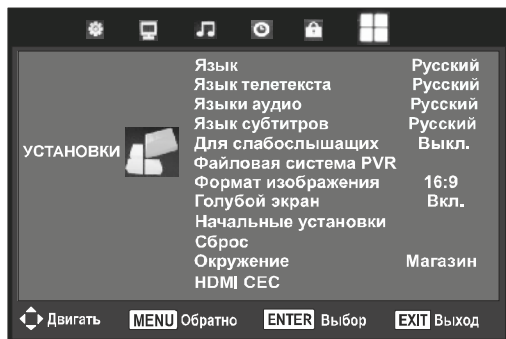 Язык Русский
Язык телетекста Русский
Языки аудио Русский
Язык субтитров Русский
Для слабослышащих Выкл.
УСТАНОВКИ
Файловая система PVR
Формат изображения 16:9
Голубой экран Вкл.
Начальные установки
Сброс
Окружение Магазин
HDMI CEC
Двигать MENU Обратно ENTER Выбор EXIT Выход